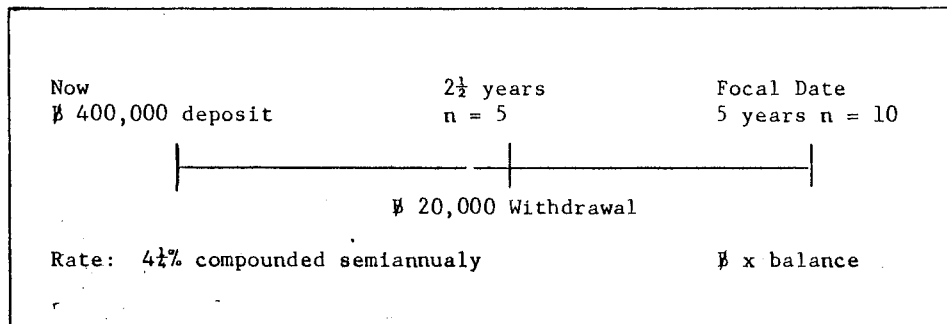 Now 2½ years Focal Date
฿ 400,000 deposit n = 5 5 years n = 10
฿ 20,000 Withdrawal
Rate: 4¼% compounded semiannualy ฿ x balance